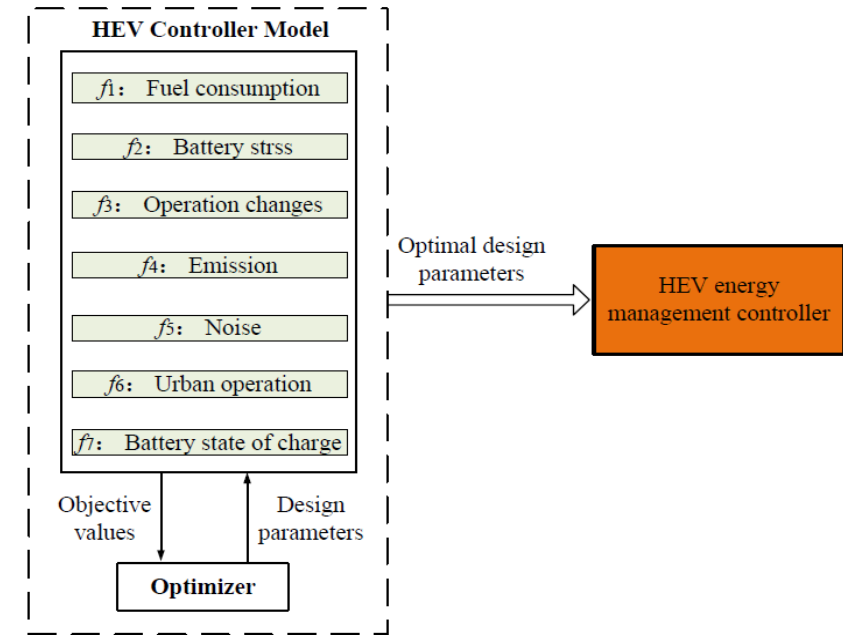 HEV Controller Model
f1： Fuel consumption
f2： Battery strss
f3： Operation changes
f4： Emission
f5： Noise
f6： Urban operation
f7： Battery state of charge
Objective
values
Design
parameters
Optimizer
Optimal design
parameters
HEV energy
management controller